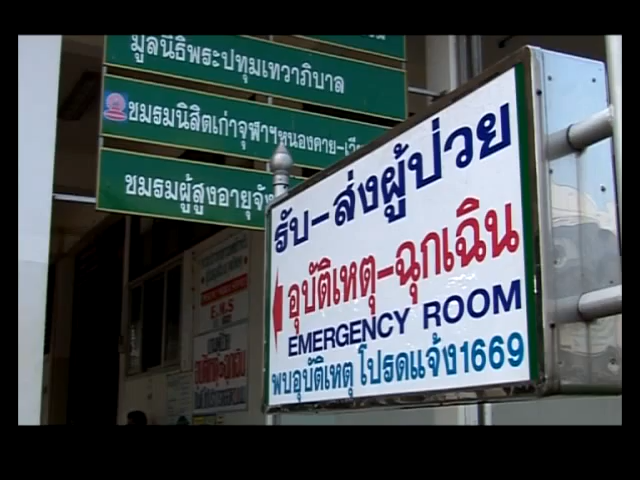 มูลนิธิพระปทุมเทวาภิบาล
ชมรมนิสิตเก่าจุฬาฯหนองคาย-เวี
ชมรมผู้สูงอายุจัง
รับ-ส่งผู้ป่วย
อุบัติเหตุ-ฉุกเฉิน
EMERGENCY ROOM
พบอุบัติเหตุ โปรดแจ้ง1669
E.M.S